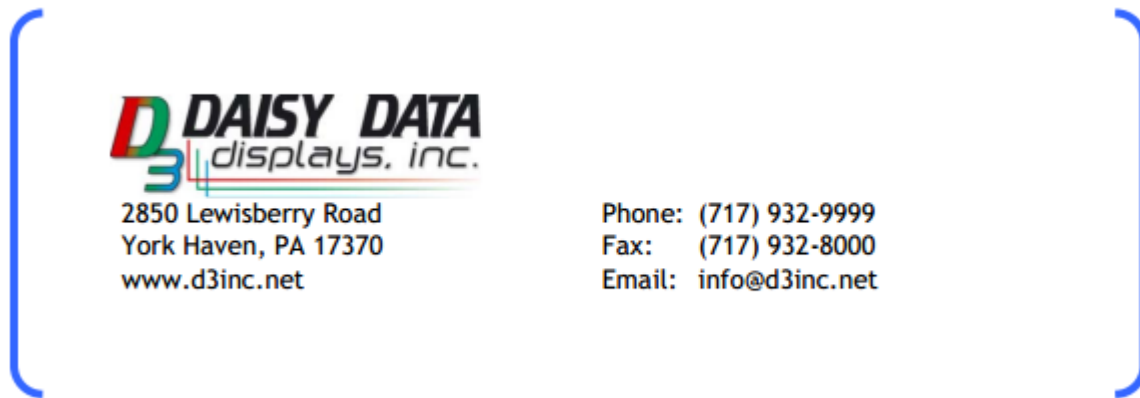 D3 DAISY DATA
displays, inc.
2850 Lewisberry Road
York Haven, PA 17370
www.d3inc.net
Phone: (717) 932-9999
Fax: (717) 932-8000
Email: info@d3inc.net